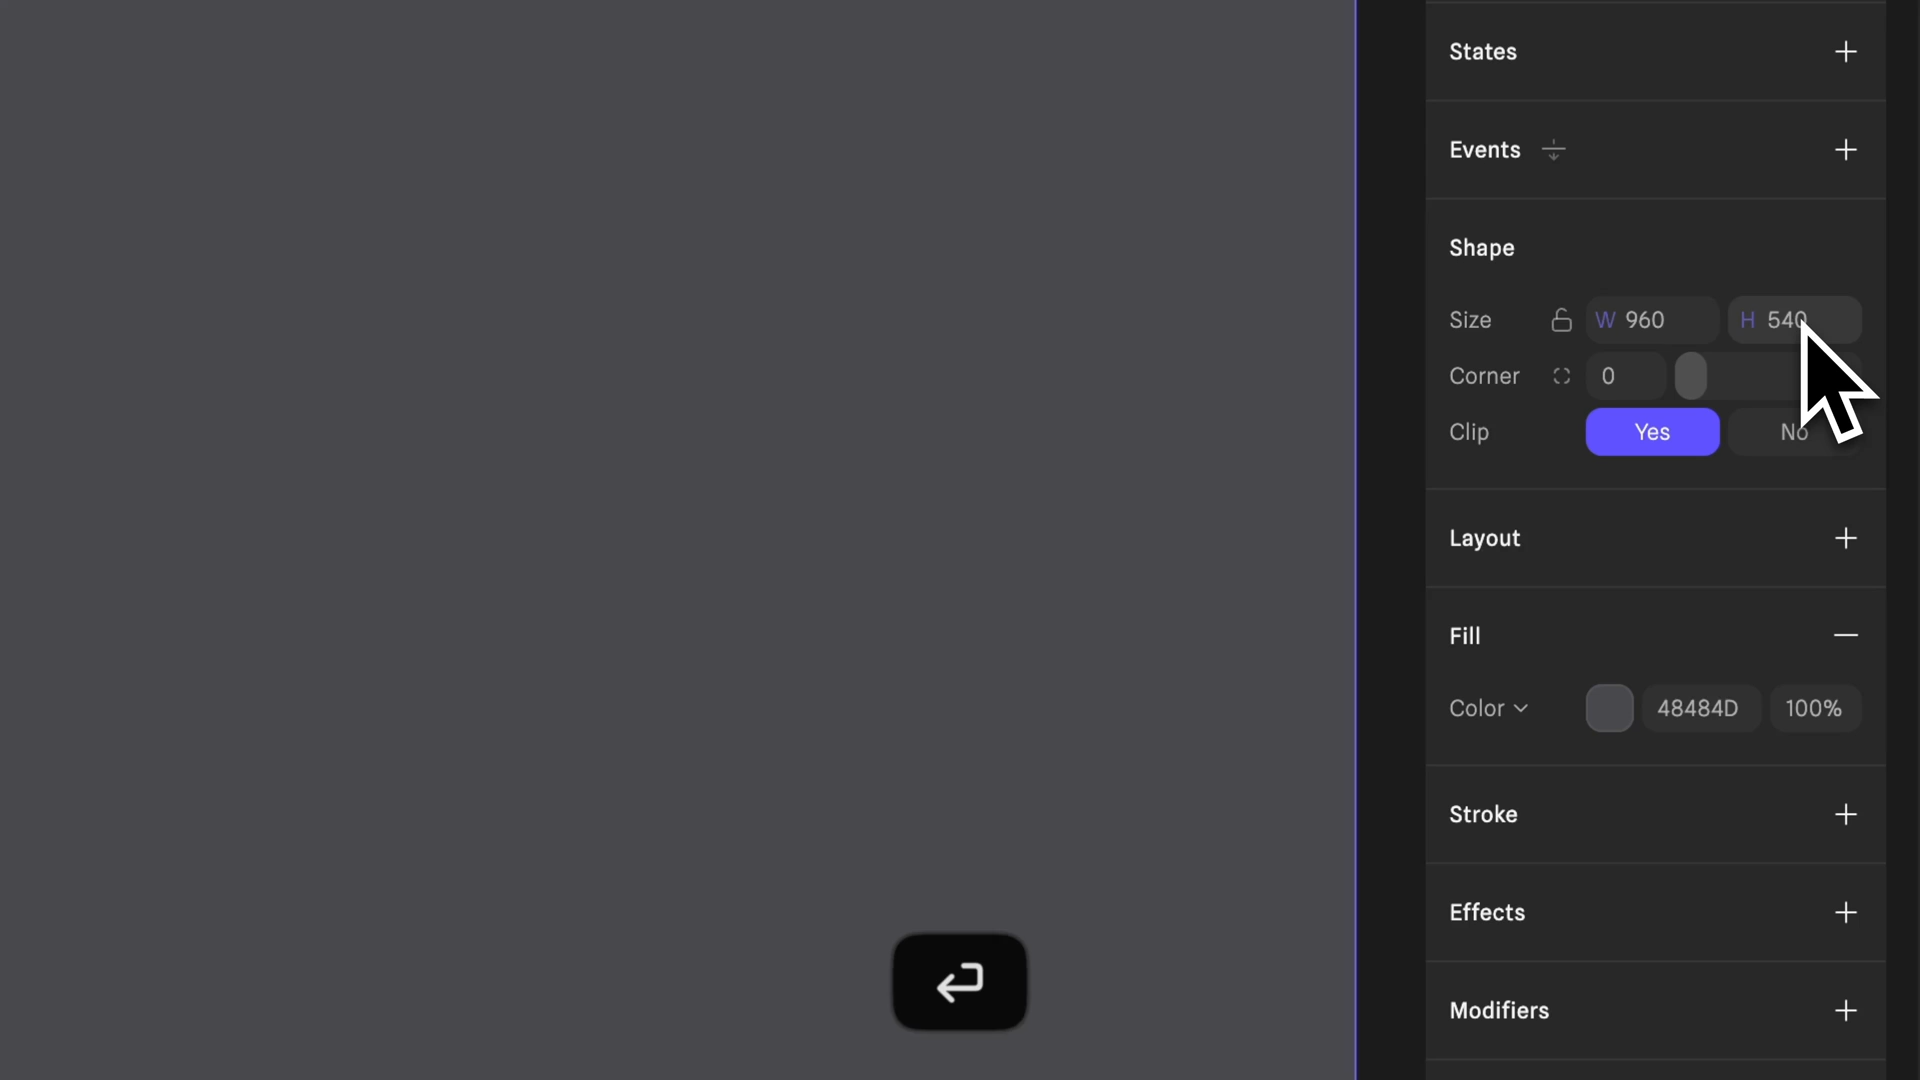 States
Events
Shape
Size W 960 H 540
Corner 0
Clip Yes No
Layout
Fill
Color 48484D 100%
Stroke
Effects
Modifiers